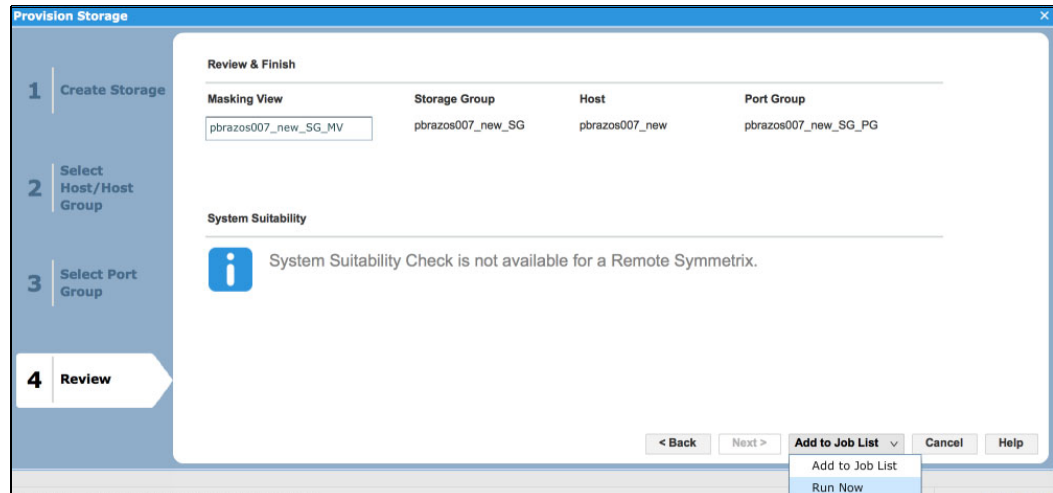 Provision Storage
1 Create Storage
2 Select
Host/Host
Group
3 Select Port
Group
4 Review
Review & Finish
Masking View Storage Group Host Port Group
pbrazos007_new_SG_MV pbrazos007_new_SG pbrazos007_new pbrazos007_new_SG_PG
System Suitability
i System Suitability Check is not available for a Remote Symmetrix.
< Back Next > Add to Job List Cancel Help
Add to Job List
Run Now